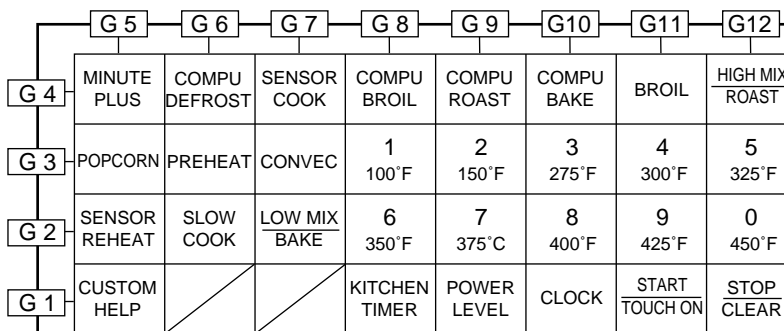 G 5 G 6 G 7 G 8 G 9 G10 G11 G12
G 4 MINUTE PLUS COMPU DEFROST SENSOR COOK COMPU BROIL COMPU ROAST COMPU BAKE BROIL HIGH MIX ROAST
G 3 POPCORN PREHEAT CONVEC 1 100˚F 2 150˚F 3 275˚F 4 300˚F 5 325˚F
G 2 SENSOR REHEAT SLOW COOK LOW MIX BAKE 6 350˚F 7 375˚C 8 400˚F 9 425˚F 0 450˚F
G 1 CUSTOM HELP KITCHEN TIMER POWER LEVEL CLOCK START TOUCH ON STOP CLEAR